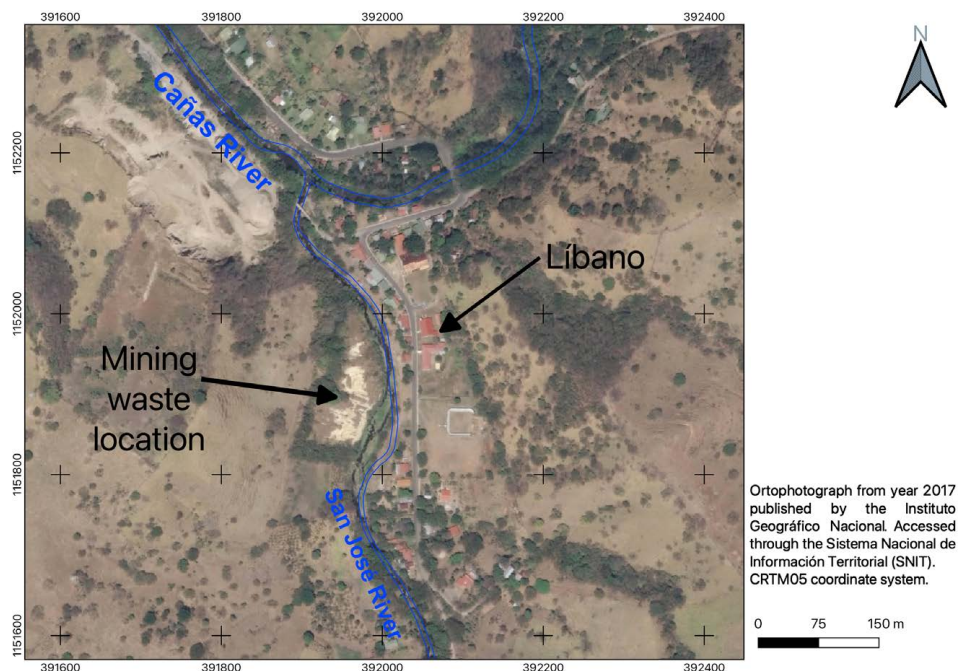 391600 391800 392000 392200 392400
N
Cañas River
1152200
Líbano
1152000
Mining
waste
location
1151800
San José River
Ortophotograph from year 2017
published by the Instituto
Geográfico Nacional. Accessed
through the Sistema Nacional de
Información Territorial (SNIT).
CRTM05 coordinate system.
0 75 150 m
1151600
391600 391800 392000 392200 392400